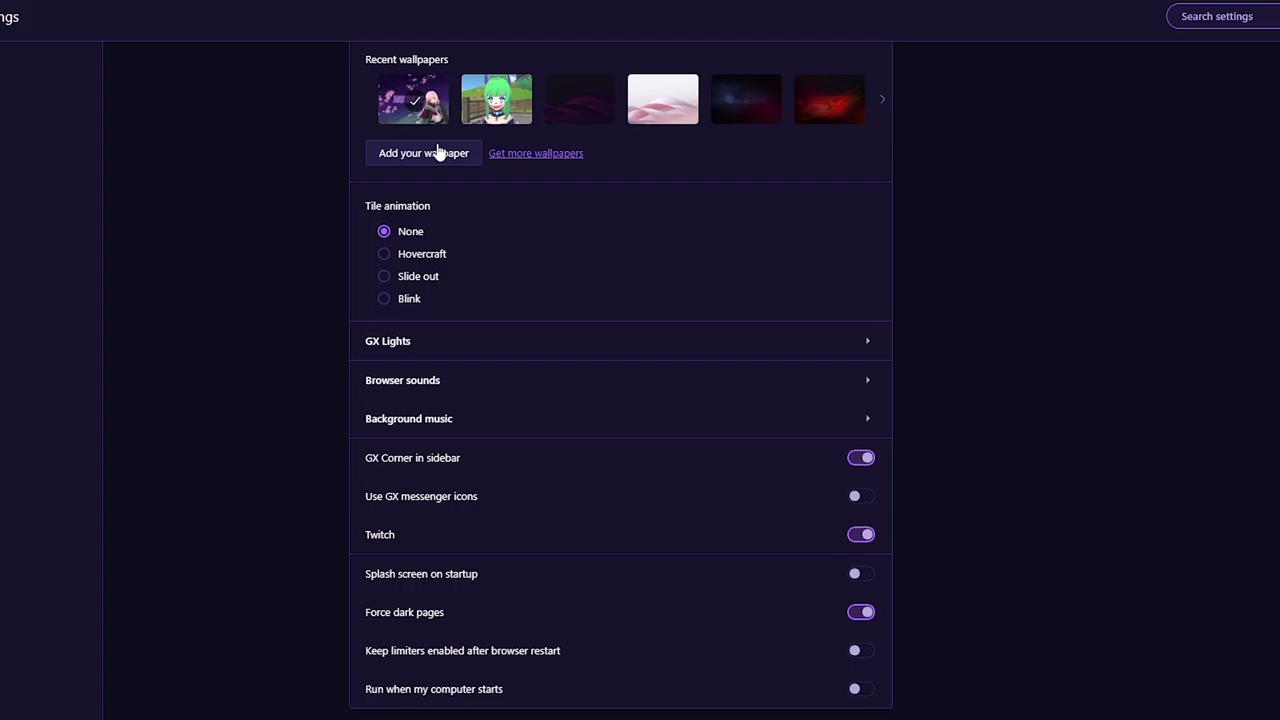 ngs
Search settings
Recent wallpapers
Add your wallpaper
Get more wallpapers
Tile animation
None
Hovercraft
Slide out
Blink
GX Lights
Browser sounds
Background music
GX Corner in sidebar
Use GX messenger icons
Twitch
Splash screen on startup
Force dark pages
Keep limiters enabled after browser restart
Run when my computer starts